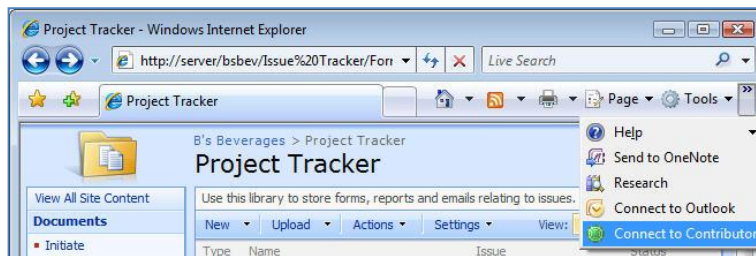 Project Tracker - Windows Internet Explorer
http://server/bsbev/Issue%20Tracker/Forr
Live Search
Project Tracker
Page
Tools
B's Beverages > Project Tracker
Project Tracker
Help
Send to OneNote
Research
Connect to Outlook
Connect to Contributor
View All Site Content
Use this library to store forms, reports and emails relating to issues.
Documents
New Upload Actions Settings View:
Initiate
Type Name Issue Status